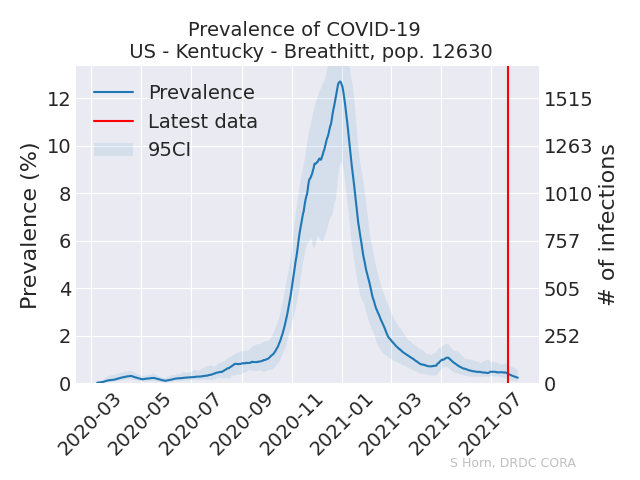 Prevalence of COVID-19
US - Kentucky - Breathitt, pop. 12630
Prevalence
Latest data
95CI
Prevalence (%)
12
10
8
6
4
2
0
# of infections
1515
1263
1010
757
505
252
0
2020-03
2020-05
2020-07
2020-09
2020-11
2021-01
2021-03
2021-05
2021-07
S Horn, DRDC CORA